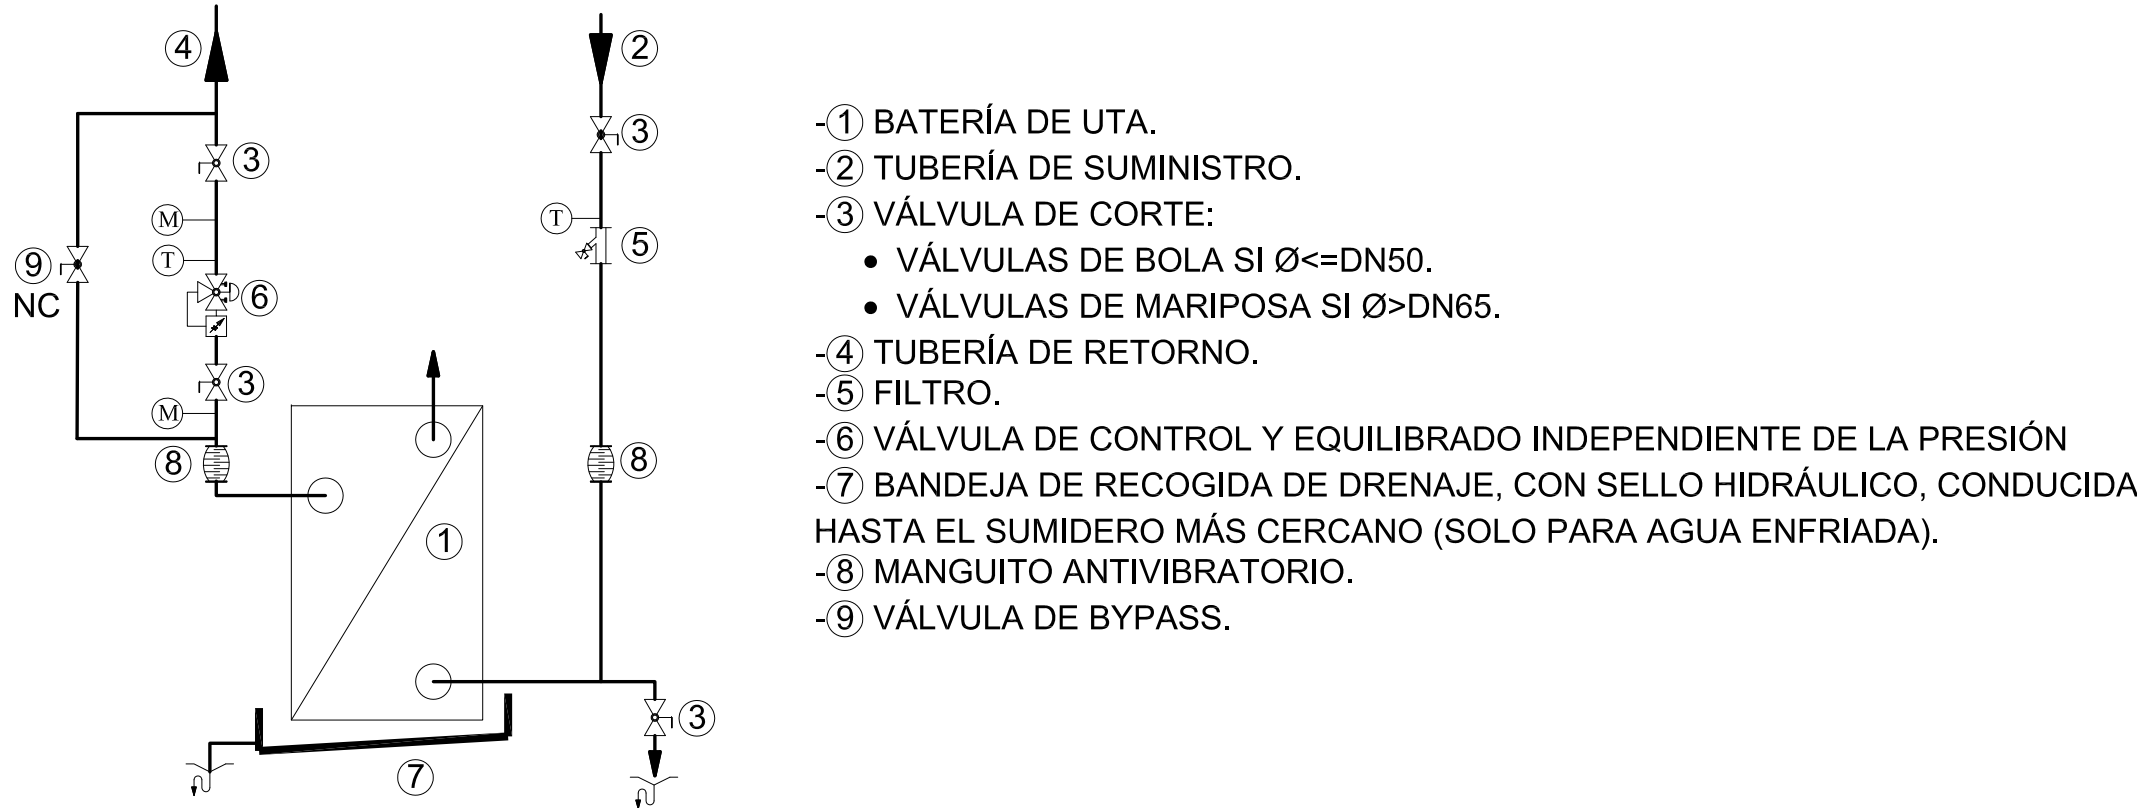 4
2
3
3
M
T
T
5
9
NC
6
3
M
8
8
1
3
7
-1 BATERÍA DE UTA.
-2 TUBERÍA DE SUMINISTRO.
-3 VÁLVULA DE CORTE:
• VÁLVULAS DE BOLA SI Ø<=DN50.
• VÁLVULAS DE MARIPOSA SI Ø>DN65.
-4 TUBERÍA DE RETORNO.
-5 FILTRO.
-6 VÁLVULA DE CONTROL Y EQUILIBRADO INDEPENDIENTE DE LA PRESIÓN
-7 BANDEJA DE RECOGIDA DE DRENAJE, CON SELLO HIDRÁULICO, CONDUCIDA
HASTA EL SUMIDERO MÁS CERCANO (SOLO PARA AGUA ENFRIADA).
-8 MANGUITO ANTIVIBRATORIO.
-9 VÁLVULA DE BYPASS.